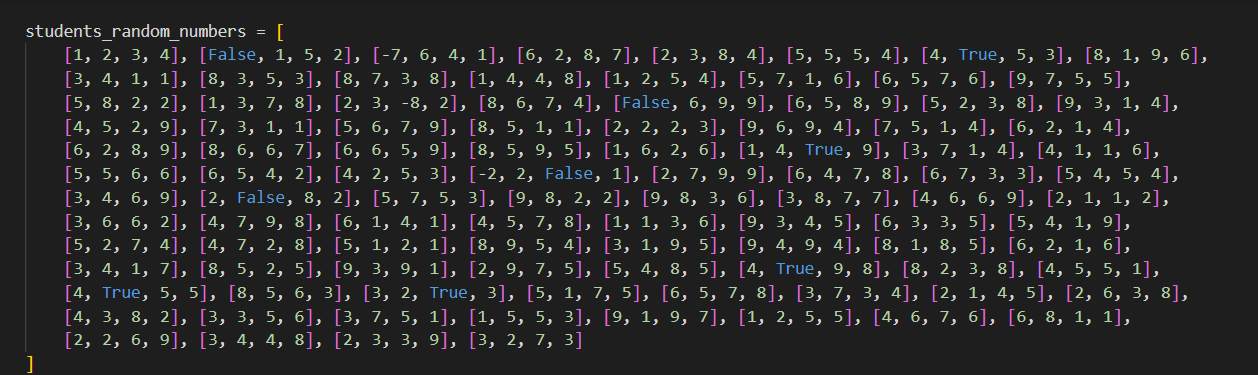 students_random_numbers = [
[1, 2, 3, 4], [False, 1, 5, 2], [-7, 6, 4, 1], [6, 2, 8, 7], [2, 3, 8, 4], [5, 5, 5, 4], [4, True, 5, 3], [8, 1, 9, 6],
[3, 4, 1, 1], [8, 3, 5, 3], [8, 7, 3, 8], [1, 4, 4, 8], [1, 2, 5, 4], [5, 7, 1, 6], [6, 5, 7, 6], [9, 7, 5, 5],
[5, 8, 2, 2], [1, 3, 7, 8], [2, 3, -8, 2], [8, 6, 7, 4], [False, 6, 9, 9], [6, 5, 8, 9], [5, 2, 3, 8], [9, 3, 1, 4],
[4, 5, 2, 9], [7, 3, 1, 1], [5, 6, 7, 9], [8, 5, 1, 1], [2, 2, 2, 3], [9, 6, 9, 4], [7, 5, 1, 4], [6, 2, 1, 4],
[6, 2, 8, 9], [8, 6, 6, 7], [6, 6, 5, 9], [8, 5, 9, 5], [1, 6, 2, 6], [1, 4, True, 9], [3, 7, 1, 4], [4, 1, 1, 6],
[5, 5, 6, 6], [6, 5, 4, 2], [4, 2, 5, 3], [-2, 2, False, 1], [2, 7, 9, 9], [6, 4, 7, 8], [6, 7, 3, 3], [5, 4, 5, 4],
[3, 4, 6, 9], [2, False, 8, 2], [5, 7, 5, 3], [9, 8, 2, 2], [9, 8, 3, 6], [3, 8, 7, 7], [4, 6, 6, 9], [2, 1, 1, 2],
[3, 6, 6, 2], [4, 7, 9, 8], [6, 1, 4, 1], [4, 5, 7, 8], [1, 1, 3, 6], [9, 3, 4, 5], [6, 3, 3, 5], [5, 4, 1, 9],
[5, 2, 7, 4], [4, 7, 2, 8], [5, 1, 2, 1], [8, 9, 5, 4], [3, 1, 9, 5], [9, 4, 9, 4], [8, 1, 8, 5], [6, 2, 1, 6],
[3, 4, 1, 7], [8, 5, 2, 5], [9, 3, 9, 1], [2, 9, 7, 5], [5, 4, 8, 5], [4, True, 9, 8], [8, 2, 3, 8], [4, 5, 5, 1],
[4, True, 5, 5], [8, 5, 6, 3], [3, 2, True, 3], [5, 1, 7, 5], [6, 5, 7, 8], [3, 7, 3, 4], [2, 1, 4, 5], [2, 6, 3, 8],
[4, 3, 8, 2], [3, 3, 5, 6], [3, 7, 5, 1], [1, 5, 5, 3], [9, 1, 9, 7], [1, 2, 5, 5], [4, 6, 7, 6], [6, 8, 1, 1],
[2, 2, 6, 9], [3, 4, 4, 8], [2, 3, 3, 9], [3, 2, 7, 3]
]